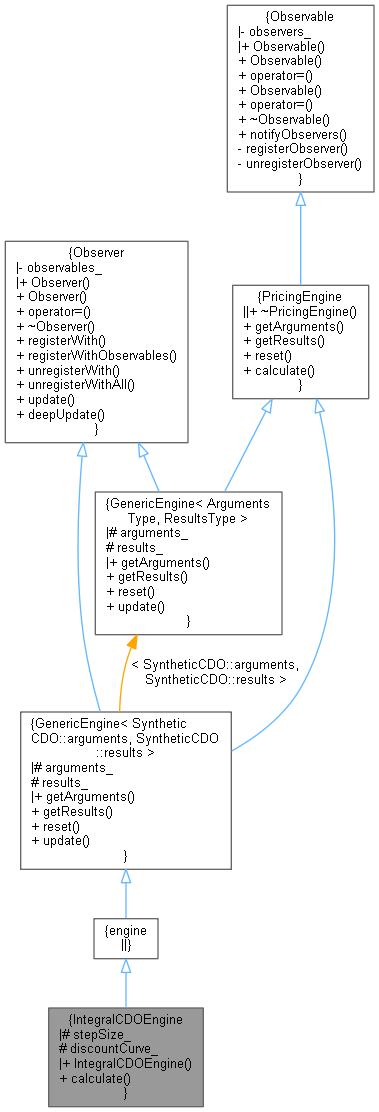 {Observable
|- observers_
|+ Observable()
+ Observable()
+ operator=()
+ Observable()
+ operator=()
+ ~Observable()
+ notifyObservers()
- registerObserver()
- unregisterObserver()
}
{Observer
|- observables_
|+ Observer()
+ Observer()
+ operator=()
+ ~Observer()
+ registerWith()
+ registerWithObservables()
+ unregisterWith()
+ unregisterWithAll()
+ update()
+ deepUpdate()
}
{PricingEngine
||+ ~PricingEngine()
+ getArguments()
+ getResults()
+ reset()
+ calculate()
}
{GenericEngine< Arguments
Type, ResultsType >
|# arguments_
# results_
|+ getArguments()
+ getResults()
+ reset()
+ update()
}
< SyntheticCDO::arguments,
SyntheticCDO::results >
{GenericEngine< Synthetic
CDO::arguments, SyntheticCDO
::results >
|# arguments_
# results_
|+ getArguments()
+ getResults()
+ reset()
+ update()
}
{engine
||}
{IntegralCDOEngine
|# stepSize_
# discountCurve_
|+ IntegralCDOEngine()
+ calculate()
}